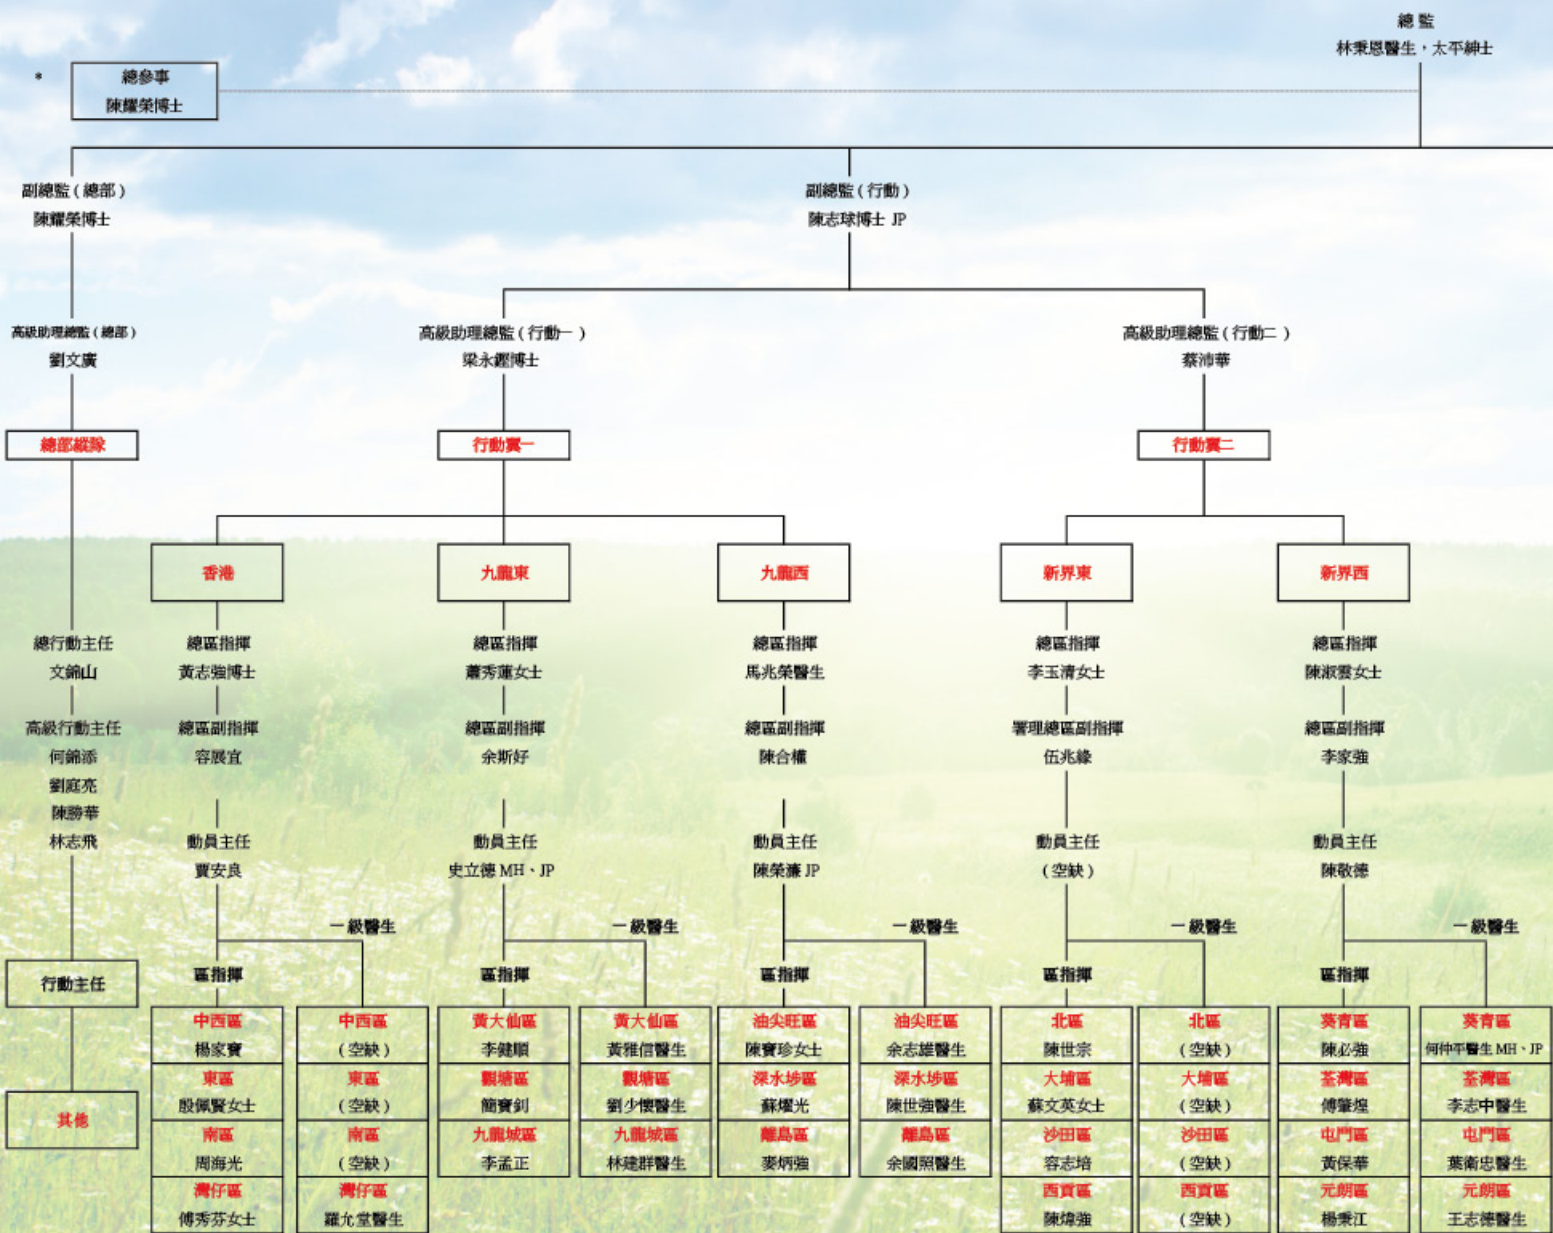 總監
林秉恩醫生，太平紳士
*
總參事
陳耀榮博士
副總監 ( 總部 )
陳耀榮博士
副總監 ( 行動 )
陳志球博士 JP
高級助理總監 ( 總部 )
劉文廣
高級助理總監 ( 行動一 )
梁永鏗博士
高級助理總監 ( 行動二 )
蔡沛華
總部縱隊
行動翼一
行動翼二
香港
九龍東
九龍西
新界東
新界西
總行動主任
文錦山
高級行動主任
何錦添
劉庭亮
陳勝華
林志飛
總區指揮
黃志強博士
總區副指揮
容展宜
動員主任
賈安良
總區指揮
蕭秀蓮女士
總區副指揮
余斯好
動員主任
史立德 MH、JP
總區指揮
馬兆榮醫生
總區副指揮
陳合權
動員主任
陳榮濂 JP
總區指揮
李玉清女士
署理總區副指揮
伍兆緣
動員主任
( 空缺 )
總區指揮
陳淑雲女士
總區副指揮
李家強
動員主任
陳敬德
行動主任
其他
區指揮
中西區
楊家寶
東區
殷佩賢女士
南區
周海光
灣仔區
傅秀芬女士
一級醫生
中西區
( 空缺 )
東區
( 空缺 )
南區
( 空缺 )
灣仔區
羅允堂醫生
區指揮
黃大仙區
李健順
觀塘區
簡寶釗
九龍城區
李孟正
一級醫生
黃大仙區
黃雅信醫生
觀塘區
劉少懷醫生
九龍城區
林建群醫生
區指揮
油尖旺區
陳寶珍女士
深水埗區
蘇燿光
離島區
麥炳強
一級醫生
油尖旺區
余志雄醫生
深水埗區
陳世強醫生
離島區
余國照醫生
區指揮
北區
陳世宗
大埔區
蘇文英女士
沙田區
容志培
西貢區
陳煒強
一級醫生
北區
( 空缺 )
大埔區
( 空缺 )
沙田區
( 空缺 )
西貢區
( 空缺 )
區指揮
葵青區
陳必強
荃灣區
傅肇煌
屯門區
黃保華
元朗區
楊秉江
一級醫生
葵青區
何仲平醫生 MH、JP
荃灣區
李志中醫生
屯門區
葉衛忠醫生
元朗區
王志德醫生